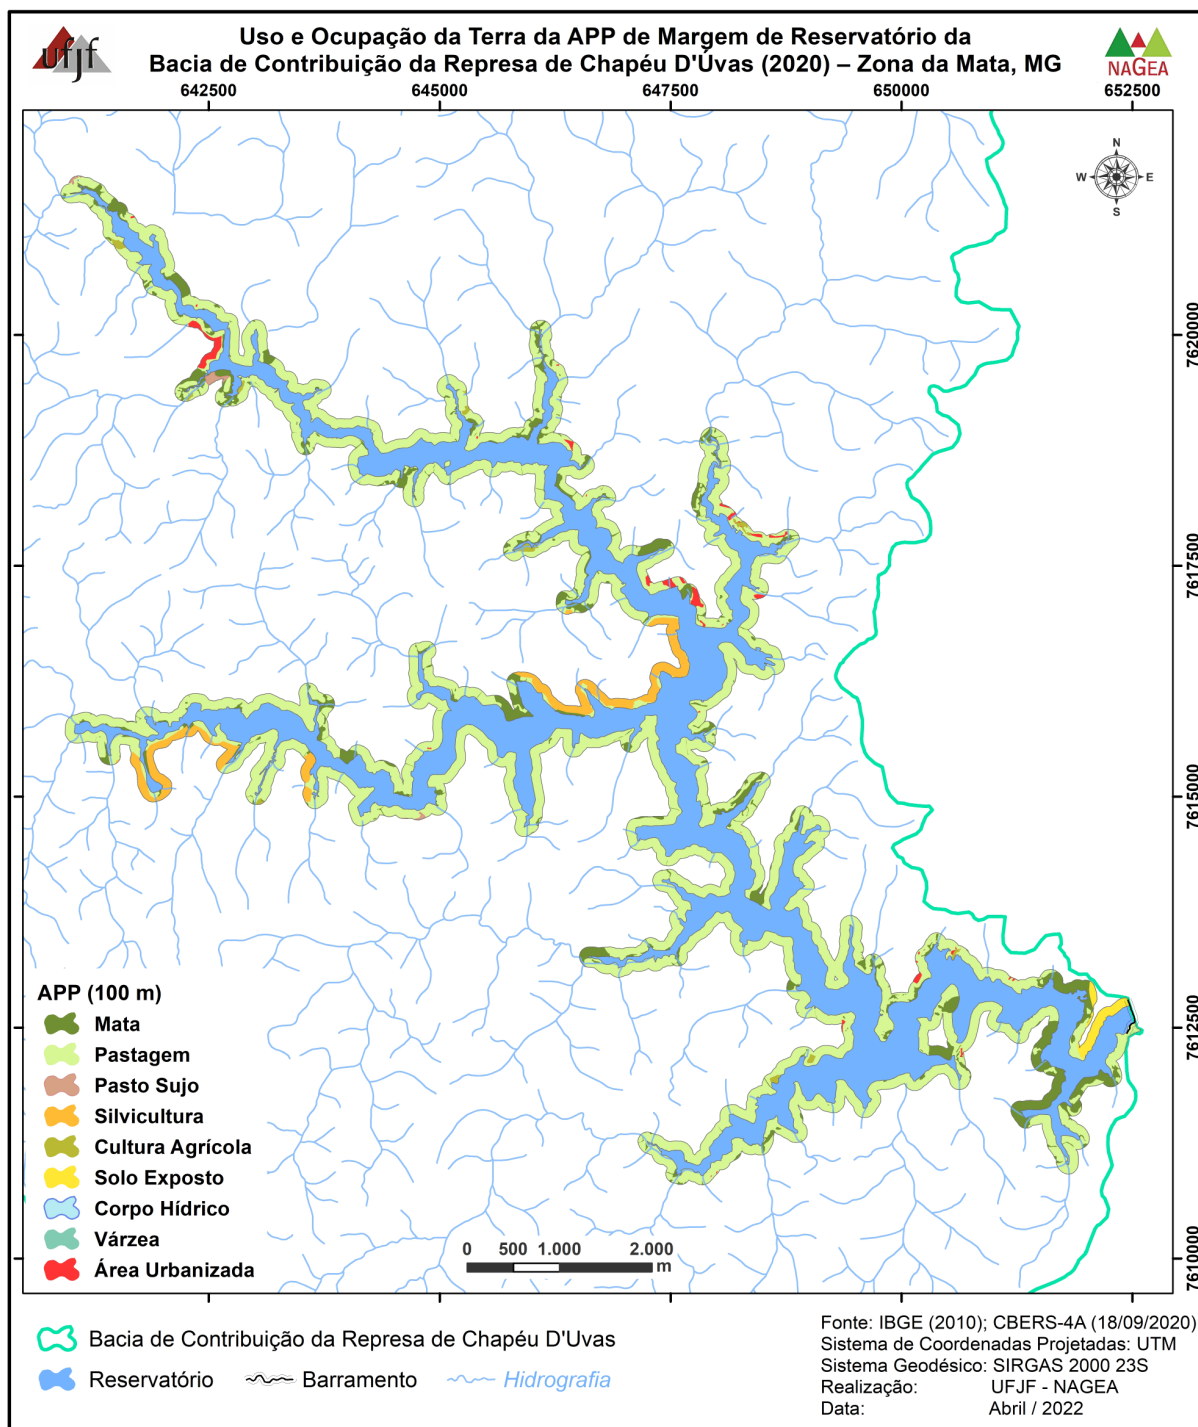 ufjf
Uso e Ocupação da Terra da APP de Margem de Reservatório da
Bacia de Contribuição da Represa de Chapéu D'Úvas (2020) – Zona da Mata, MG
NAGEA
642500 645000 647500 650000 652500
N
W E
S
7620000
7617500
7615000
7612500
7610000
APP (100 m)
Mata
Pastagem
Pasto Sujo
Silvicultura
Cultura Agrícola
Solo Exposto
Corpo Hídrico
Várzea
Área Urbanizada
0 500 1.000 2.000
m
Bacia de Contribuição da Represa de Chapéu D'Uvas
Reservatório Barramento Hidrografia
Fonte: IBGE (2010); CBERS-4A (18/09/2020)
Sistema de Coordenadas Projetadas: UTM
Sistema Geodésico: SIRGAS 2000 23S
Realização: UFJF - NAGEA
Data: Abril / 2022